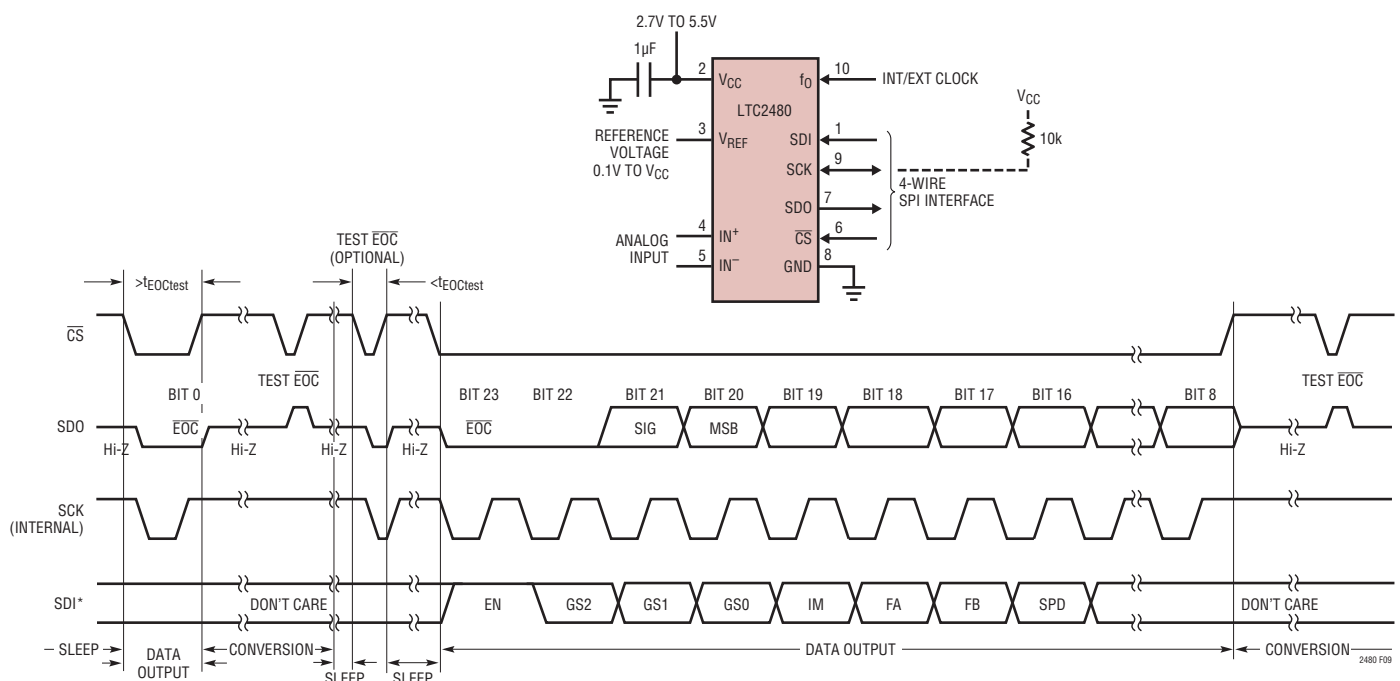 2.7V TO 5.5V
1µF
2
VCC
fO
10
INT/EXT CLOCK
LTC2480
VCC
10k
REFERENCE
VOLTAGE
0.1V TO VCC
3
VREF
SDI
1
SCK
9
SDO
7
4-WIRE
SPI INTERFACE
ANALOG
INPUT
4
IN+
5
IN–
CS
6
GND
8
TEST EOC
(OPTIONAL)
>tEOCtest
<tEOCtest
CS
BIT 0
TEST EOC
BIT 23
BIT 22
BIT 21
BIT 20
BIT 19
BIT 18
BIT 17
BIT 16
BIT 8
TEST EOC
SDO
EOC
EOC
SIG
MSB
Hi-Z
Hi-Z
Hi-Z
Hi-Z
Hi-Z
SCK
(INTERNAL)
SDI*
DON'T CARE
EN
GS2
GS1
GS0
IM
FA
FB
SPD
DON'T CARE
SLEEP
DATA
OUTPUT
CONVERSION
SLEEP
SLEEP
DATA OUTPUT
CONVERSION
2480 F09